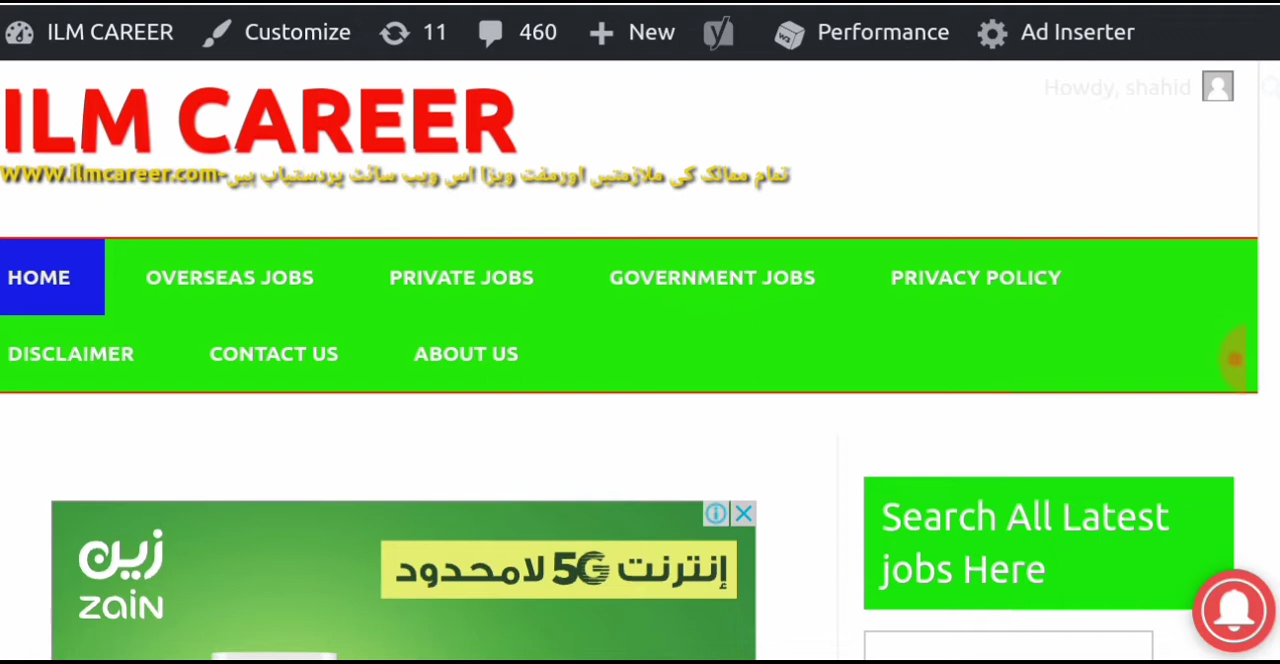 ILM CAREER Customize 11 460 New Performance Ad Inserter
Howdy, shahid
ILM CAREER
تمام ممالک کی ملازمتیں اورمفت ویزا اس ویب سائٹ پردستیاب ہیں-www.ilmcareer.com
HOME OVERSEAS JOBS PRIVATE JOBS GOVERNMENT JOBS PRIVACY POLICY
DISCLAIMER CONTACT US ABOUT US
زين
zain
إنترنت 5G لامحدود
Search All Latest
jobs Here